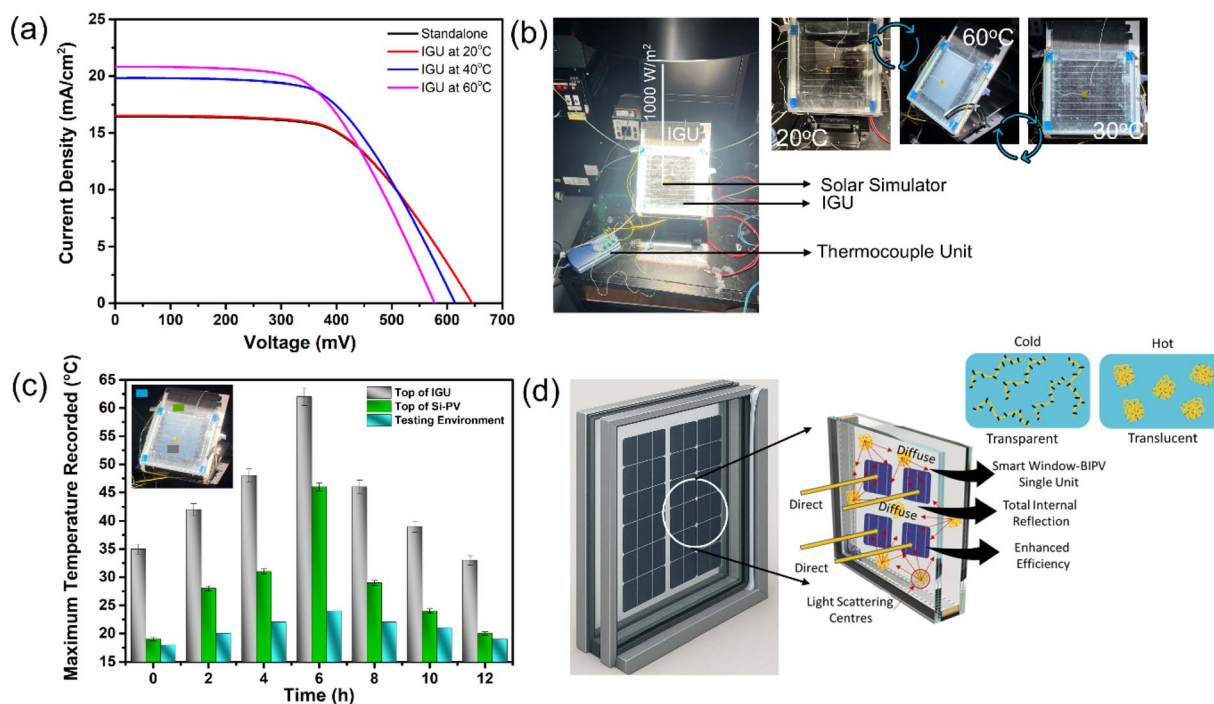 (a)
Standalone
IGU at 20°C
IGU at 40°C
IGU at 60°C
Current Density (mA/cm²)
25
20
15
10
5
0
0 100 200 300 400 500 600 700
Voltage (mV)
(b)
1000 W/m²
IGU
20°C
60°C
30°C
Solar Simulator
IGU
Thermocouple Unit
(c)
Top of IGU
Top of Si-PV
Testing Environment
Maximum Temperature Recorded (°C)
65
60
55
50
45
40
35
30
25
20
15
0 2 4 6 8 10 12
Time (h)
(d)
Cold
Hot
Transparent
Translucent
Diffuse
Direct
Diffuse
Direct
Smart Window-BIPV
Single Unit
Total Internal
Reflection
Enhanced
Efficiency
Light Scattering
Centres